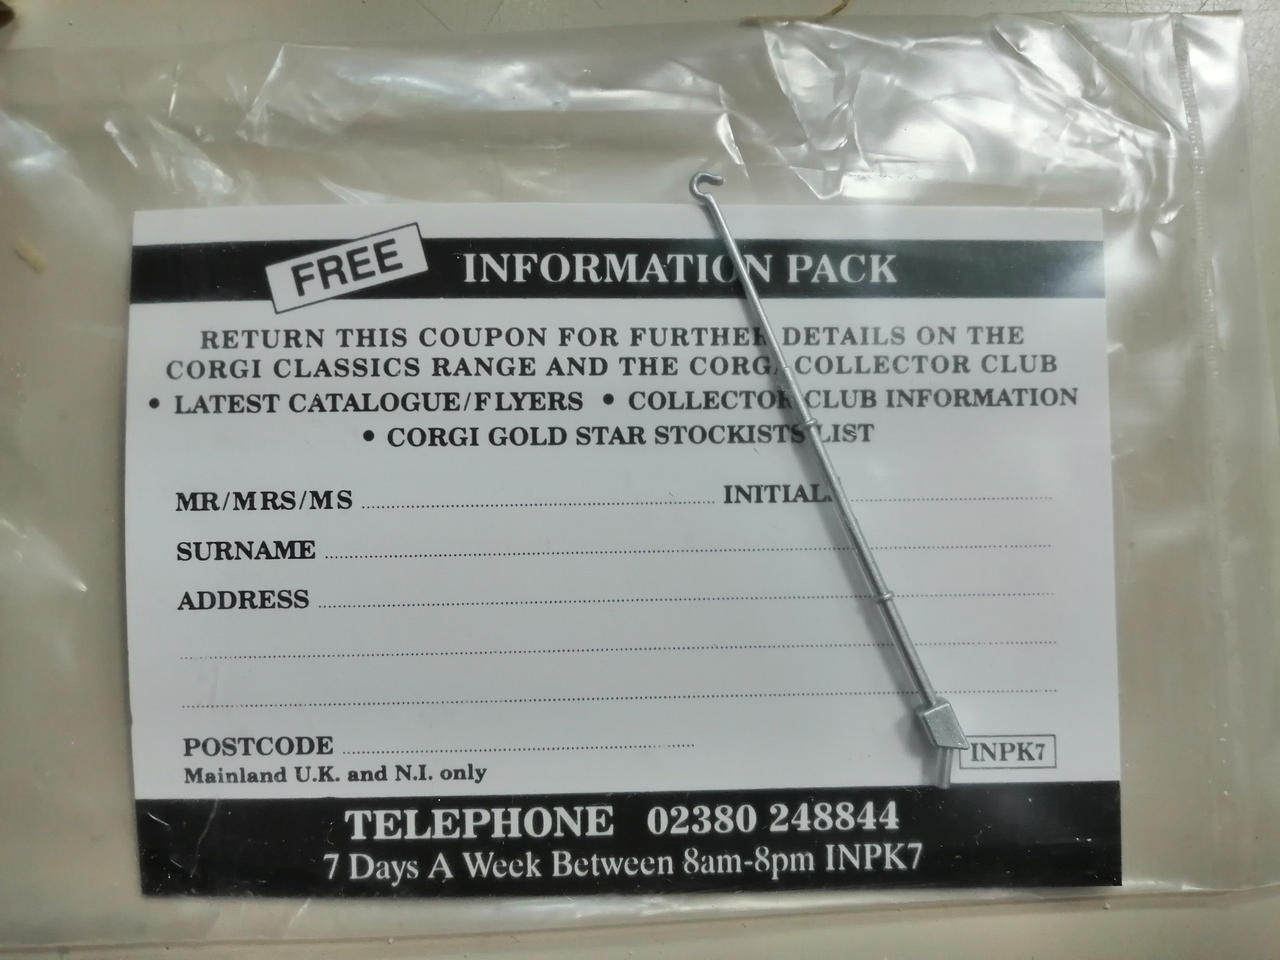 FREE INFORMATION PACK
RETURN THIS COUPON FOR FURTHER DETAILS ON THE
CORGI CLASSICS RANGE AND THE CORGI COLLECTOR CLUB
• LATEST CATALOGUE/FLYERS • COLLECTOR CLUB INFORMATION
• CORGI GOLD STAR STOCKISTS LIST
MR/MRS/MS INITIAL
SURNAME
ADDRESS
POSTCODE
Mainland U.K. and N.I. only
INPK7
TELEPHONE 02380 248844
7 Days A Week Between 8am-8pm INPK7